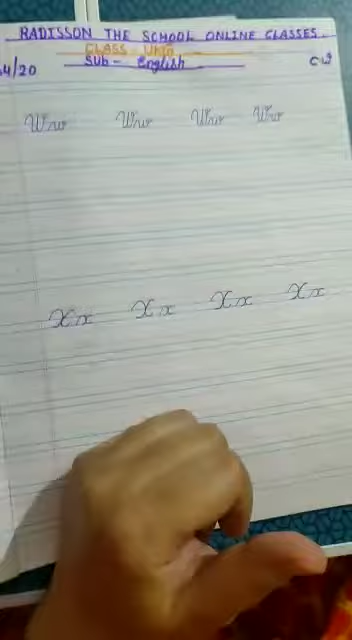 RADISSON THE SCHOOL ONLINE CLASSES.
CLASS - UKG
4/20 SUB - English CW
Ww Ww Ww Ww
Xx Xx Xx Xx